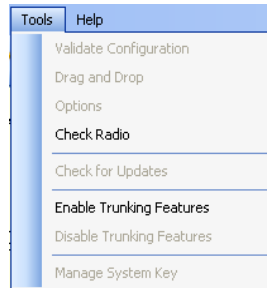 Tools Help
Validate Configuration
Drag and Drop
Options
Check Radio
Check for Updates
Enable Trunking Features
Disable Trunking Features
Manage System Key